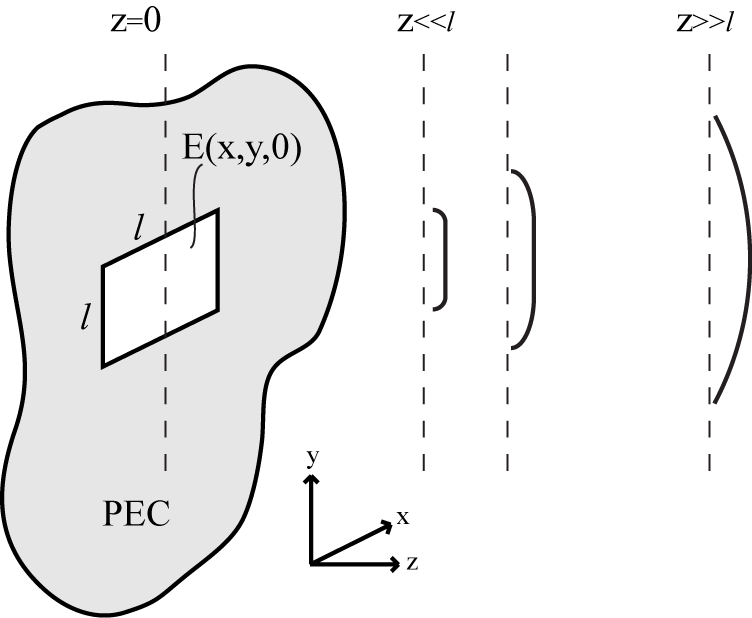 z=0
z<<l
z>>l
E(x,y,0)
l
l
PEC
y
x
z